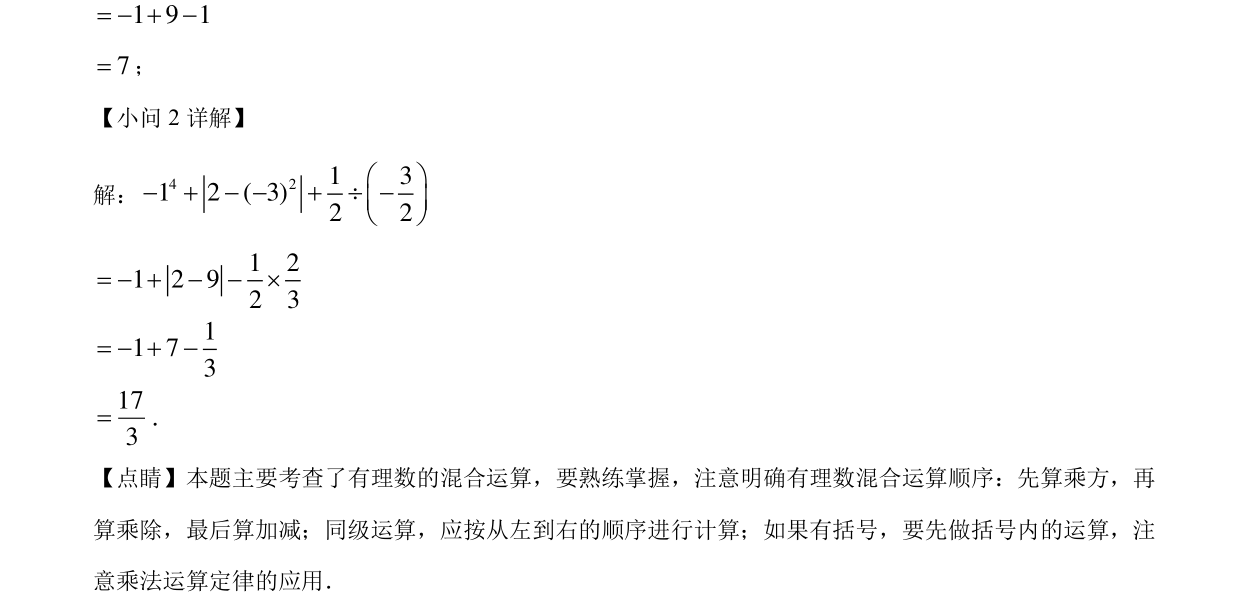 =−1+9−1
=7；
【小问 2 详解】
解：−1⁴+|2−(−3)²|+1/2÷(−3/2)
=−1+|2−9|−1/2×2/3
=−1+7−1/3
=17/3．
【点睛】本题主要考查了有理数的混合运算，要熟练掌握，注意明确有理数混合运算顺序：先算乘方，再
算乘除，最后算加减；同级运算，应按从左到右的顺序进行计算；如果有括号，要先做括号内的运算，注
意乘法运算定律的应用．